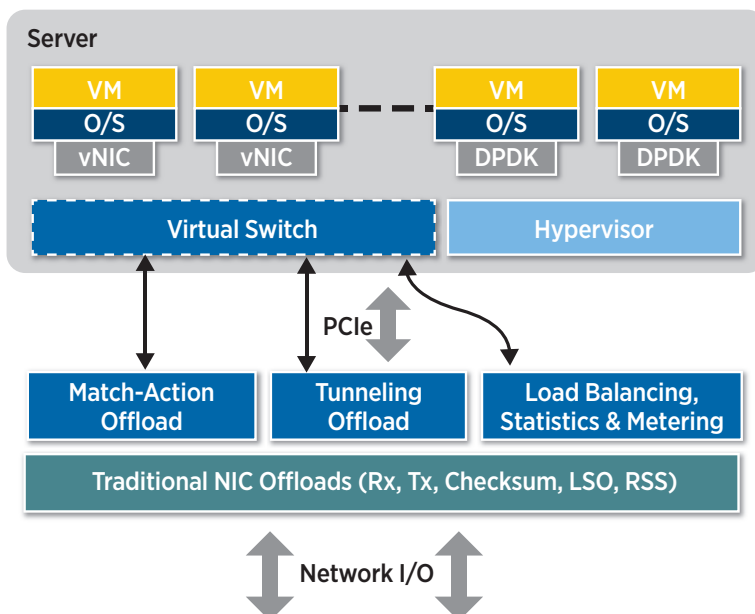 Server
VM
VM
VM
VM
O/S
O/S
O/S
O/S
vNIC
vNIC
DPDK
DPDK
Virtual Switch
Hypervisor
PCIe
Match-Action
Offload
Tunneling
Offload
Load Balancing,
Statistics & Metering
Traditional NIC Offloads (Rx, Tx, Checksum, LSO, RSS)
Network I/O